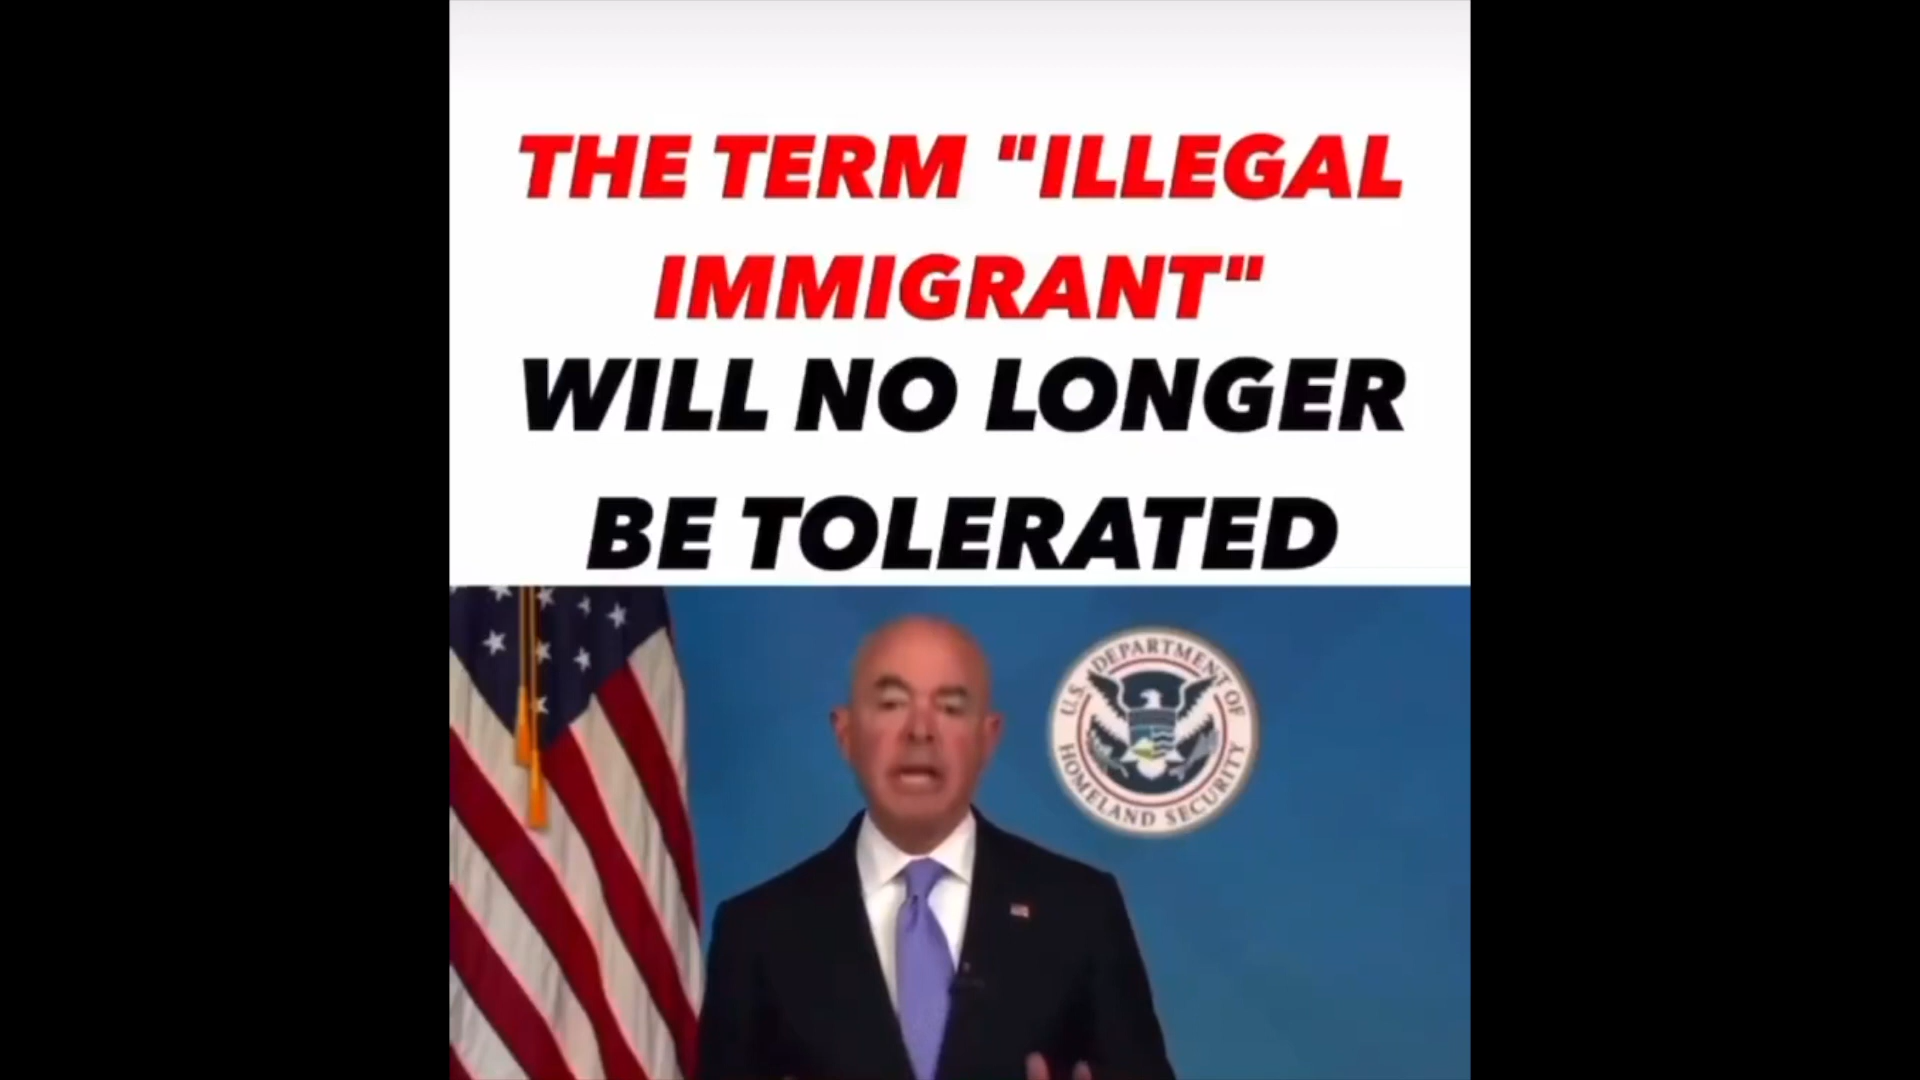 THE TERM "ILLEGAL
IMMIGRANT"
WILL NO LONGER
BE TOLERATED
U.S. DEPARTMENT OF
HOMELAND SECURITY